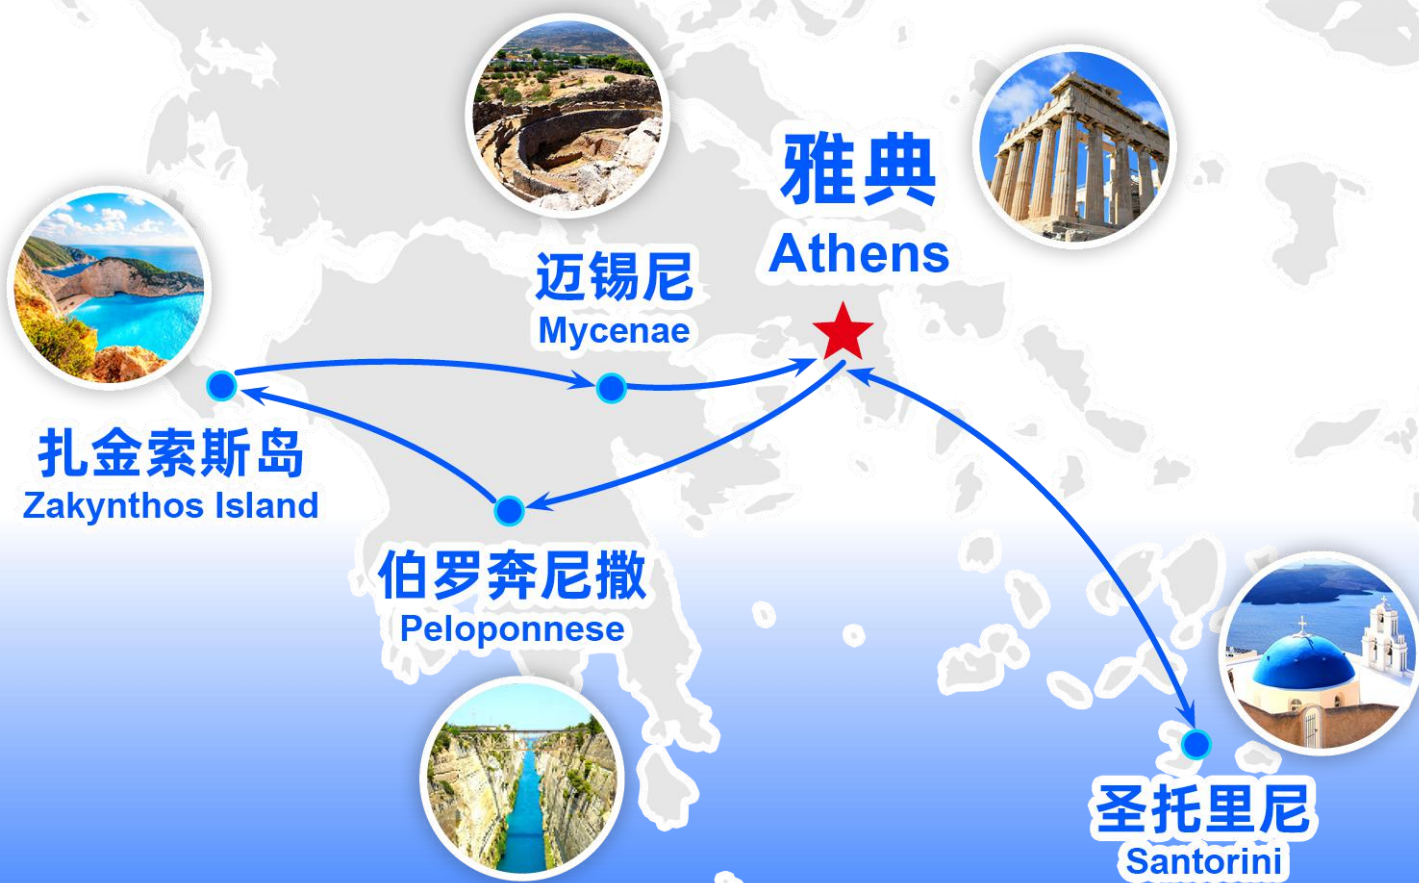 雅典
Athens
迈锡尼
Mycenae
扎金索斯岛
Zakynthos Island
伯罗奔尼撒
Peloponnese
圣托里尼
Santorini